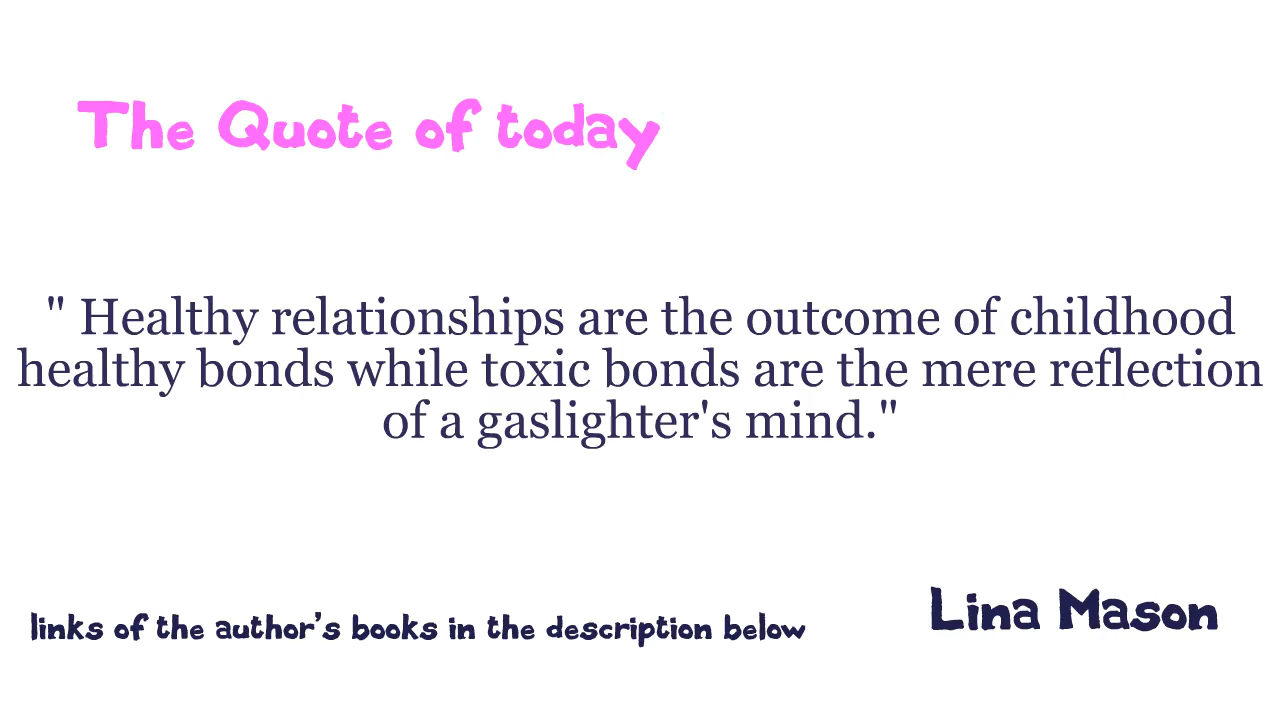 The Quote of today
" Healthy relationships are the outcome of childhood
healthy bonds while toxic bonds are the mere reflection
of a gaslighter's mind."
Lina Mason
links of the author's books in the description below